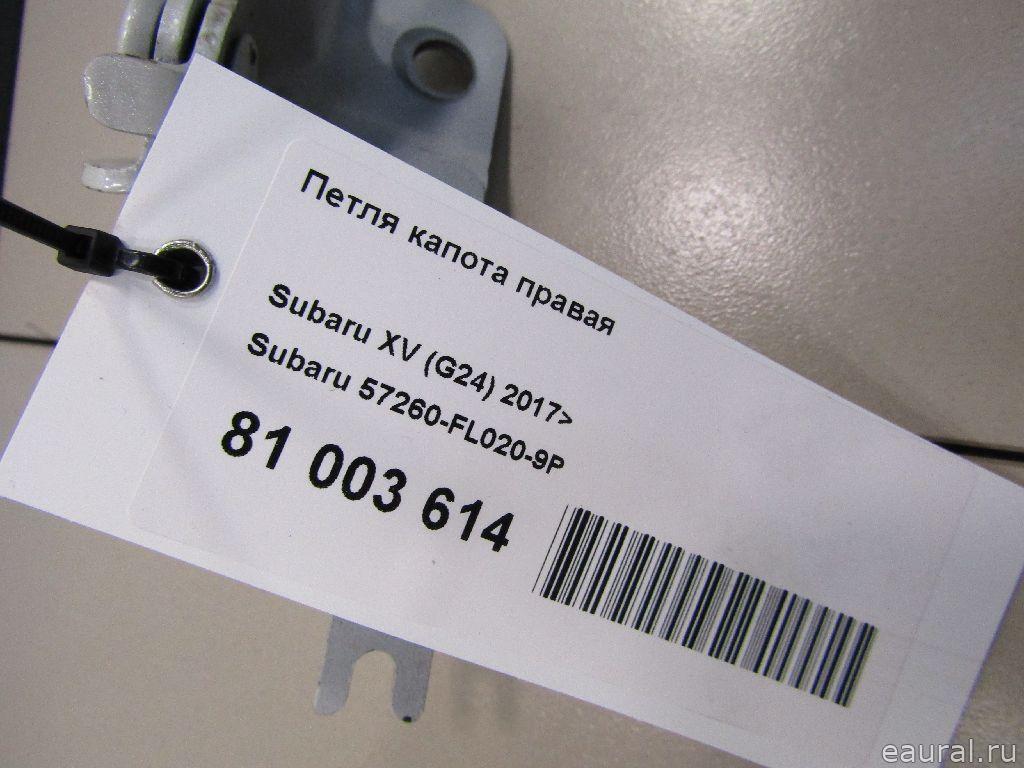 Петля капота правая
Subaru XV (G24) 2017>
Subaru 57260-FL020-9P
81 003 614
eaural.ru